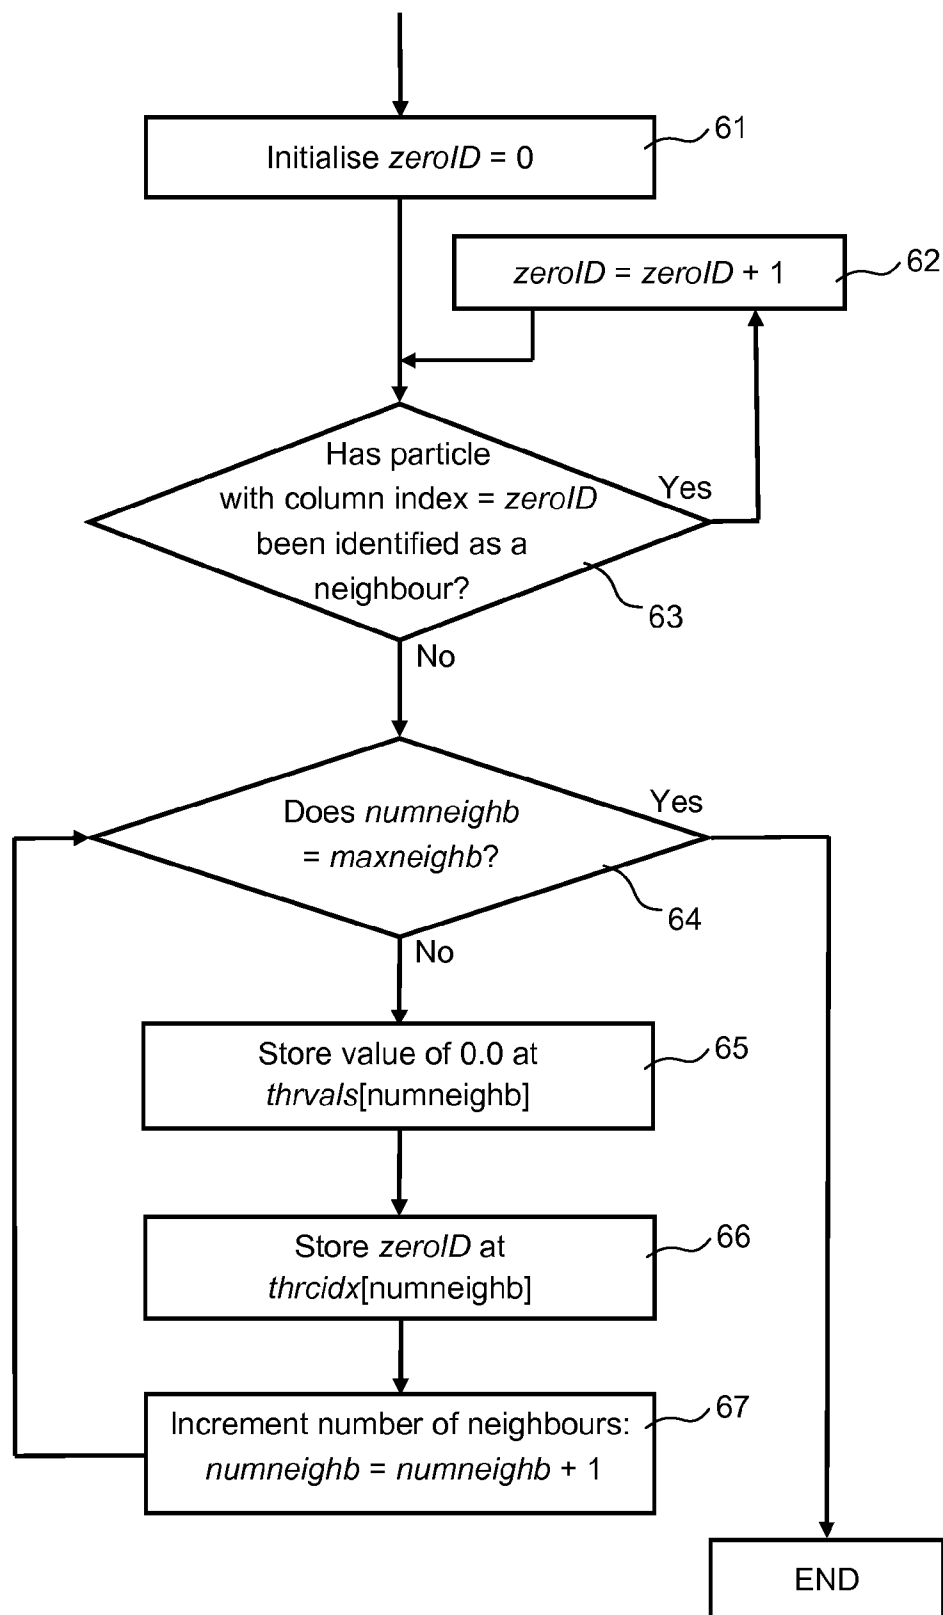 Initialise zeroID = 0
61
zeroID = zeroID + 1
62
Has particle
with column index = zeroID
been identified as a
neighbour?
Yes
63
No
Does numneighb
= maxneighb?
Yes
64
No
Store value of 0.0 at
thrvals[numneighb]
65
Store zeroID at
thrcidx[numneighb]
66
Increment number of neighbours:
numneighb = numneighb + 1
67
END